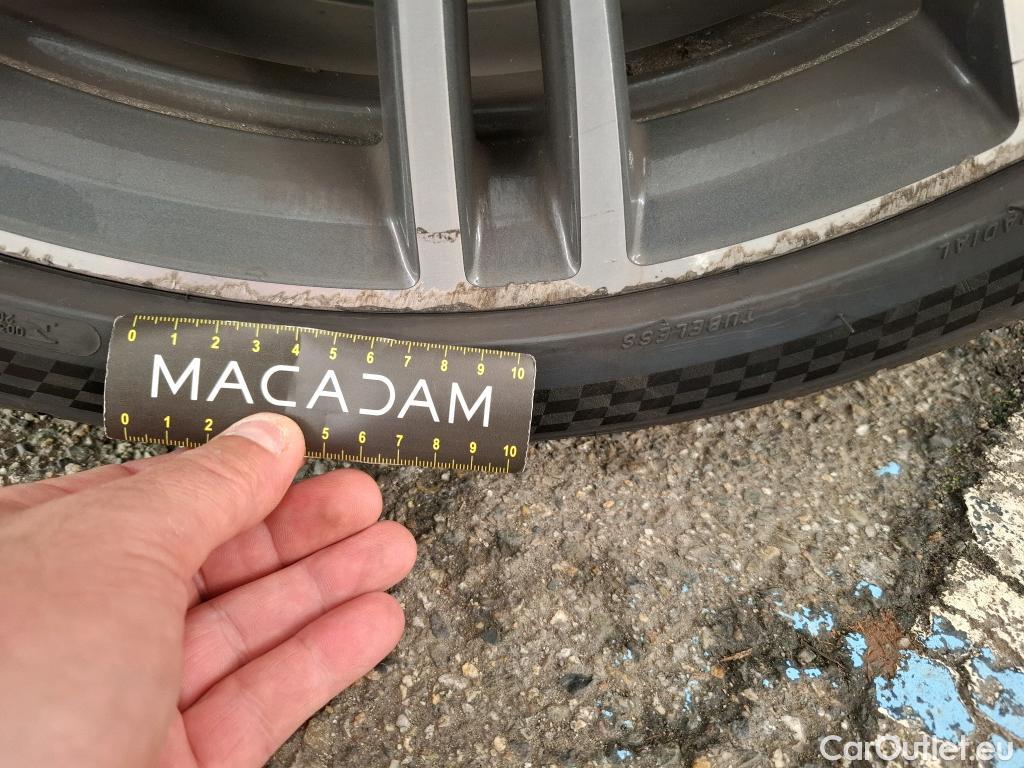 RADIAL
TUBELESS
0 1 2 3 4 5 6 7 8 9 10
MACADAM
0 1 2 5 6 7 8 9 10
CarOutlet.eu